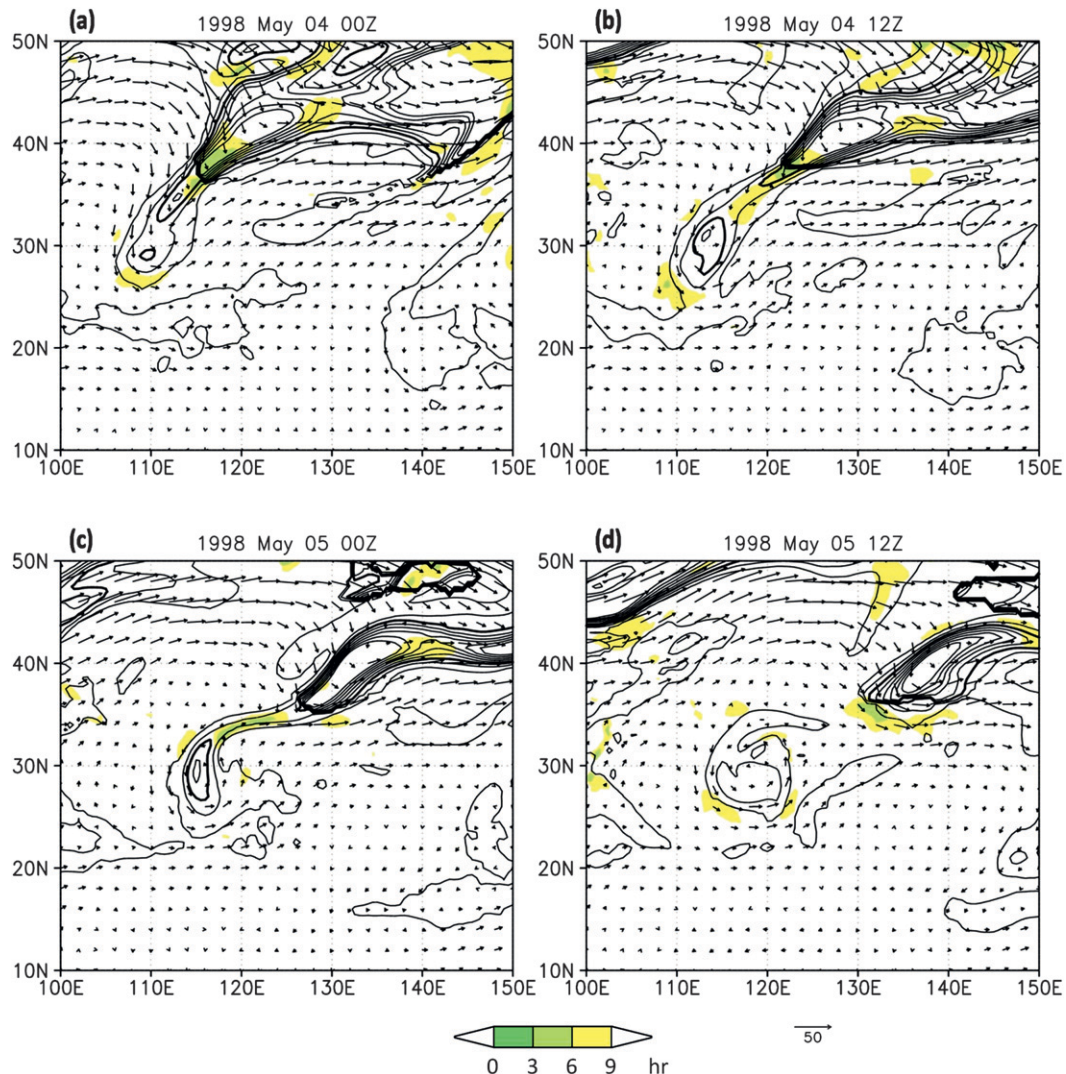 (a) 1998 May 04 00Z
50N
40N
30N
20N
10N
100E 110E 120E 130E 140E 150E
(b) 1998 May 04 12Z
50N
40N
30N
20N
10N
100E 110E 120E 130E 140E 150E
(c) 1998 May 05 00Z
50N
40N
30N
20N
10N
100E 110E 120E 130E 140E 150E
(d) 1998 May 05 12Z
50N
40N
30N
20N
10N
100E 110E 120E 130E 140E 150E
0 3 6 9 hr
50